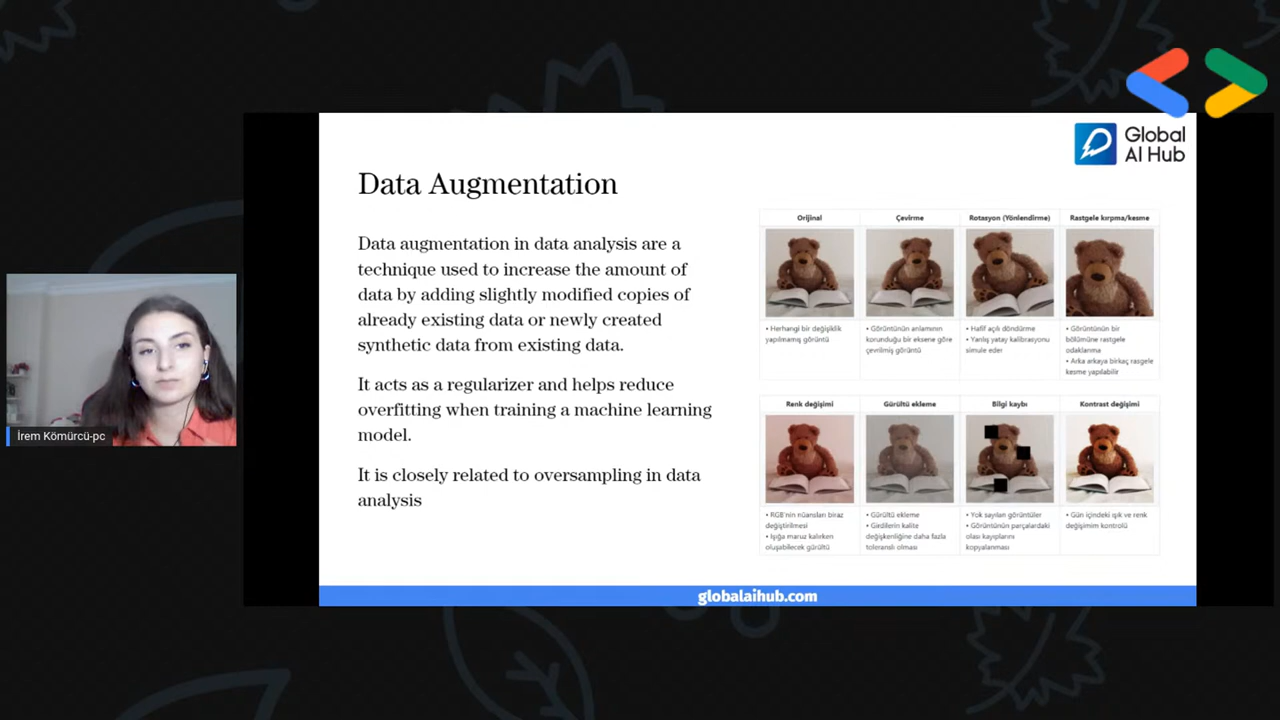 Global
AI Hub
Data Augmentation
Data augmentation in data analysis are a
technique used to increase the amount of
data by adding slightly modified copies of
already existing data or newly created
synthetic data from existing data.
It acts as a regularizer and helps reduce
overfitting when training a machine learning
model.
It is closely related to oversampling in data
analysis
Orijinal
Çevirme
Rotasyon (Yönlendirme)
Rastgele kırpma/kesme
• Herhangi bir değişiklik
yapılmamış görüntü
• Görüntünün anlamının
korunduğu bir eksene göre
çevrilmiş görüntü
• Hafif açılı döndürme
• Yanlış yatay kalibrasyonu
simule eder
• Görüntünün bir
bölümüne rastgele
odaklanma
• Arka arkaya birkaç rasgele
kesme yapılabilir
Renk değişimi
Gürültü ekleme
Bilgi kaybı
Kontrast değişimi
• RGB'nin nüansları biraz
değiştirilmesi
• Işığa maruz kalırken
oluşabilecek gürültü
• Gürültü ekleme
• Girdilerin kalite
değişkenliğine daha fazla
toleranslı olması
• Yok sayılan görüntüler
• Görüntünün parçalardaki
olası kayıplarını
kopyalanması
• Gün içindeki ışık ve renk
değişimim kontrolü
globalaihub.com
İrem Kömürcü-pc